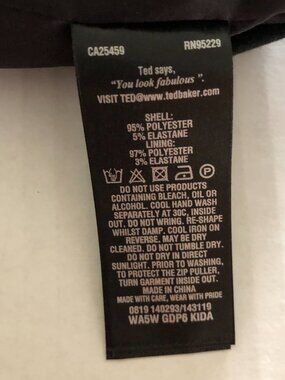 CA25459 RN95229
Ted says,
"You look fabulous".
VISIT TED@www.tedbaker.com
SHELL:
95% POLYESTER
5% ELASTANE
LINING:
97% POLYESTER
3% ELASTANE
P
DO NOT USE PRODUCTS
CONTAINING BLEACH, OIL OR
ALCOHOL. COOL HAND WASH
SEPARATELY AT 30C, INSIDE
OUT. DO NOT WRING. RE-SHAPE
WHILST DAMP. COOL IRON ON
REVERSE. MAY BE DRY
CLEANED. DO NOT TUMBLE DRY.
DO NOT DRY IN DIRECT
SUNLIGHT. PRIOR TO WASHING,
TO PROTECT THE ZIP PULLER,
TURN GARMENT INSIDE OUT.
MADE IN CHINA
MADE WITH CARE, WEAR WITH PRIDE
0819 140293/143119
WA5W GDP6 KIDA